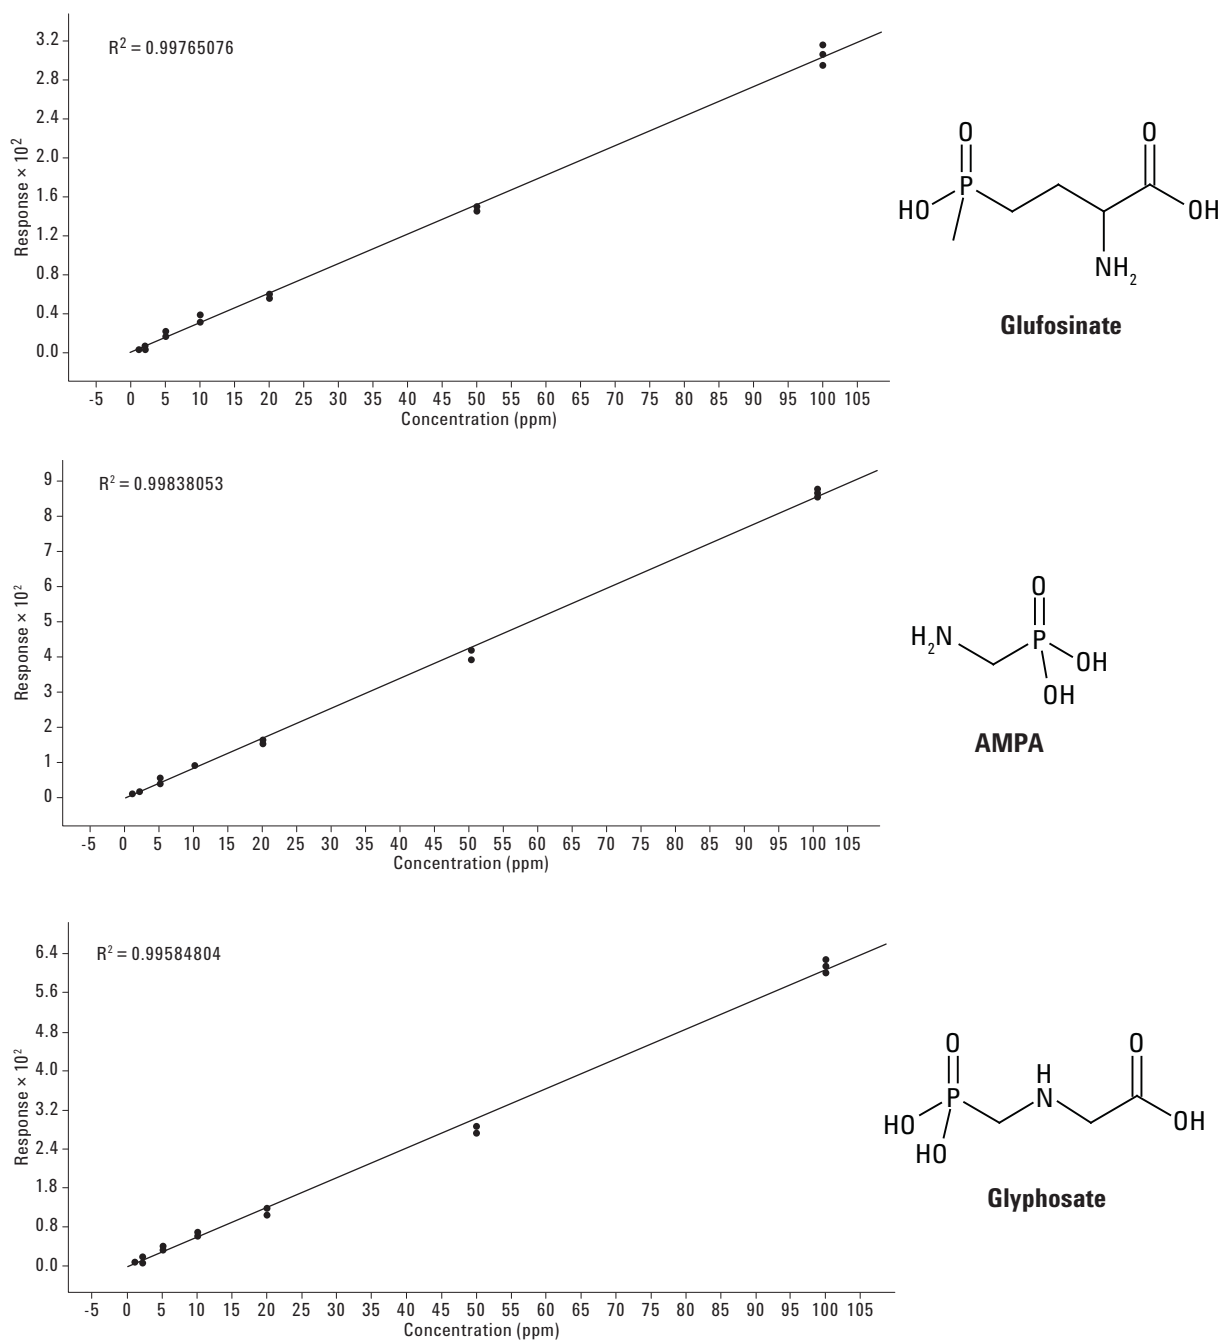 R² = 0.99765076
3.2
2.8
2.4
2.0
1.6
1.2
0.8
0.4
0.0
Response × 10²
-5 0 5 10 15 20 25 30 35 40 45 50 55 60 65 70 75 80 85 90 95 100 105
Concentration (ppm)
O
O
P
HO
OH
NH₂
Glufosinate
R² = 0.99838053
9
8
7
6
5
4
3
2
1
0
Response × 10²
-5 0 5 10 15 20 25 30 35 40 45 50 55 60 65 70 75 80 85 90 95 100 105
Concentration (ppm)
O
H₂N
P
OH
OH
AMPA
R² = 0.99584804
6.4
5.6
4.8
4.0
3.2
2.4
1.8
0.8
0.0
Response × 10²
-5 0 5 10 15 20 25 30 35 40 45 50 55 60 65 70 75 80 85 90 95 100 105
Concentration (ppm)
O
O
H
P
N
HO
OH
HO
Glyphosate